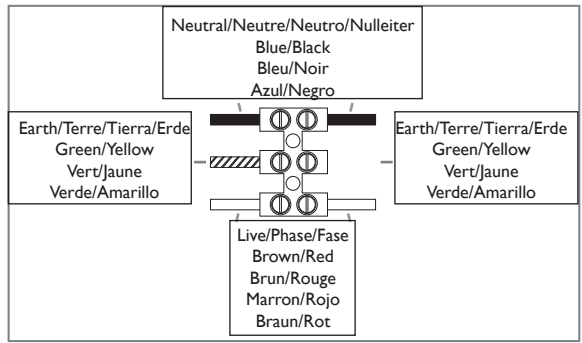 Neutral/Neutre/Neutro/Nulleiter
Blue/Black
Bleu/Noir
Azul/Negro
Earth/Terre/Tierra/Erde
Green/Yellow
Vert/Jaune
Verde/Amarillo
Earth/Terre/Tierra/Erde
Green/Yellow
Vert/Jaune
Verde/Amarillo
Live/Phase/Fase
Brown/Red
Brun/Rouge
Marron/Rojo
Braun/Rot